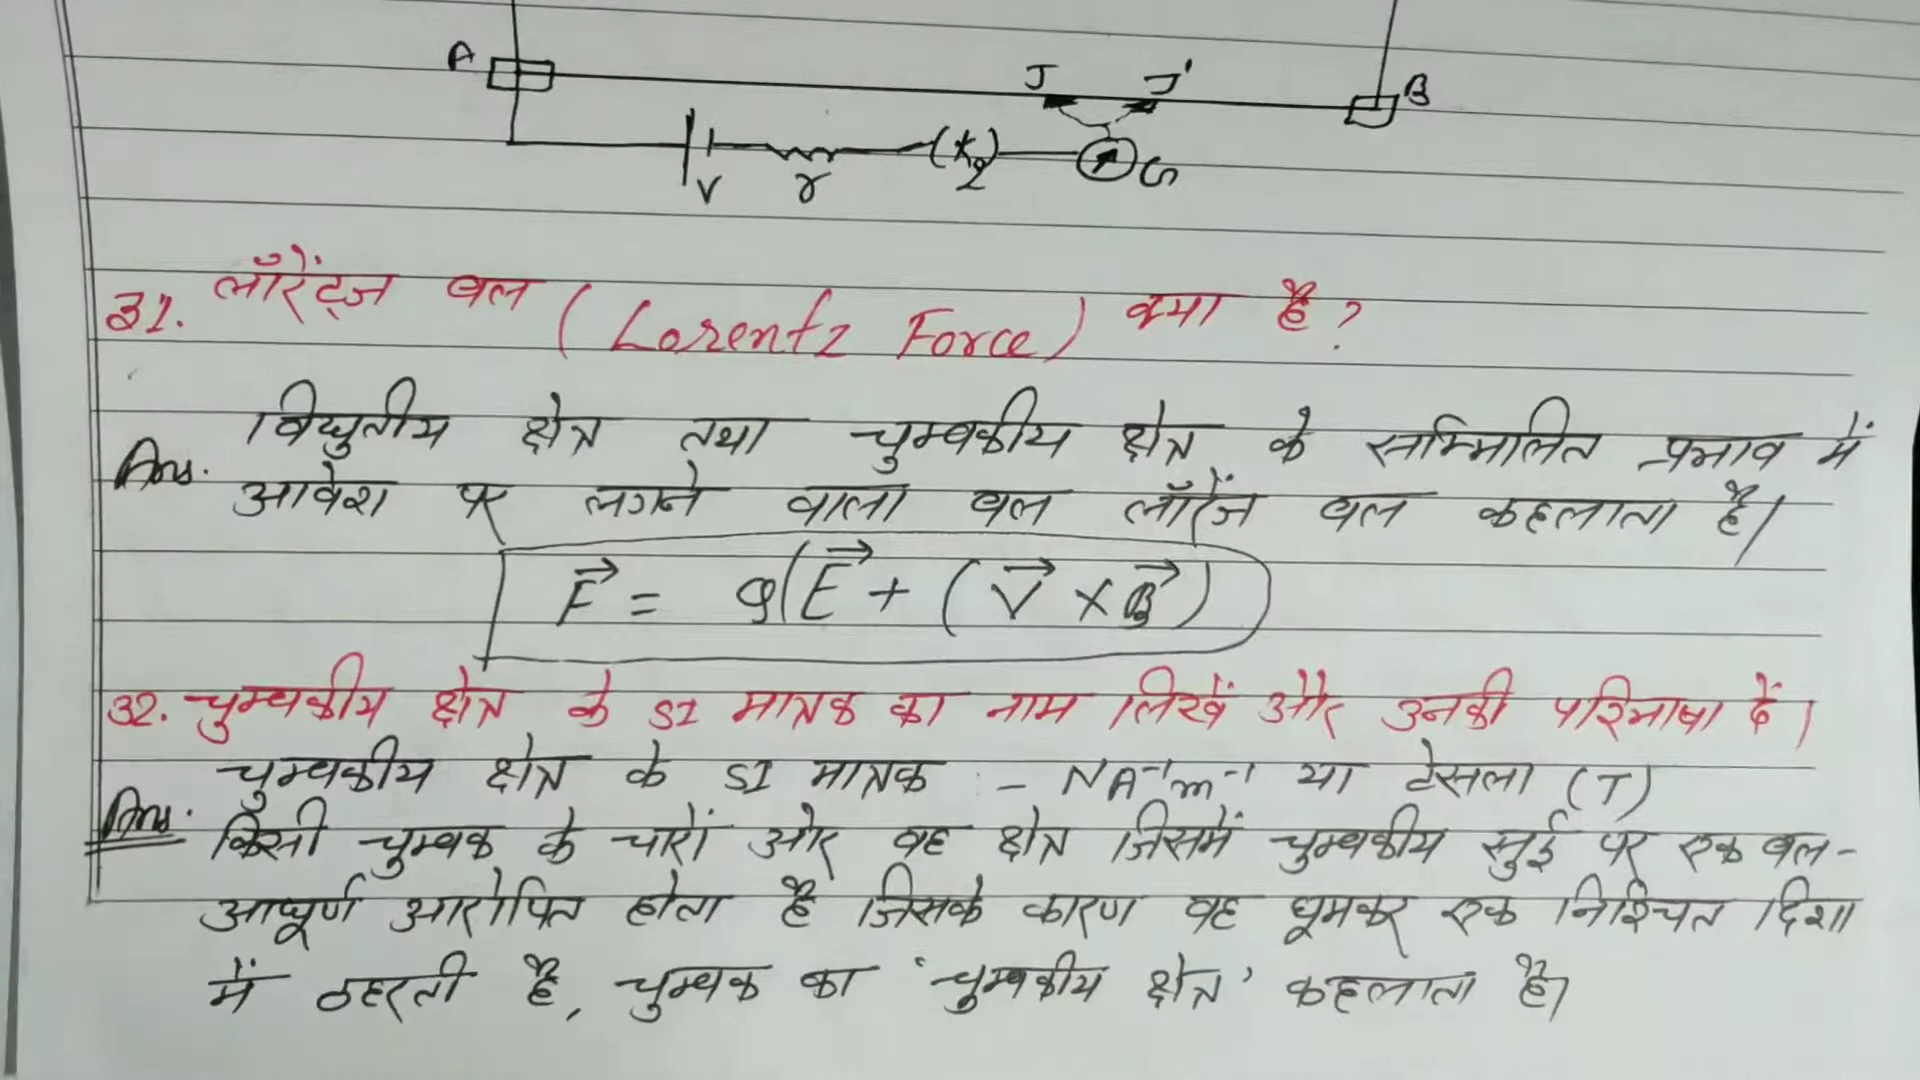 A J J' B
V r (K2) G
31. लॉरेंट्ज बल (Lorentz Force) क्या है?
विधुतीय क्षेत्र तथा चुम्बकीय क्षेत्र के सम्मिलित प्रभाव में
Ans. आवेश पर लगने वाला बल लॉरेंज बल कहलाता है।
F⃗ = q(E⃗ + (V⃗ × B⃗)
32. चुम्बकीय क्षेत्र के SI मात्रक का नाम लिखें और उनकी परिभाषा दें।
चुम्बकीय क्षेत्र के SI मात्रक :- NA⁻¹m⁻¹ या टेसला (T)
Ans. किसी चुम्बक के चारों ओर वह क्षेत्र जिसमें चुम्बकीय सुई पर एक बल-
आघूर्ण आरोपित होता है जिसके कारण वह घूमकर एक निश्चित दिशा
में ठहरती है, चुम्बक का 'चुम्बकीय क्षेत्र' कहलाता है।